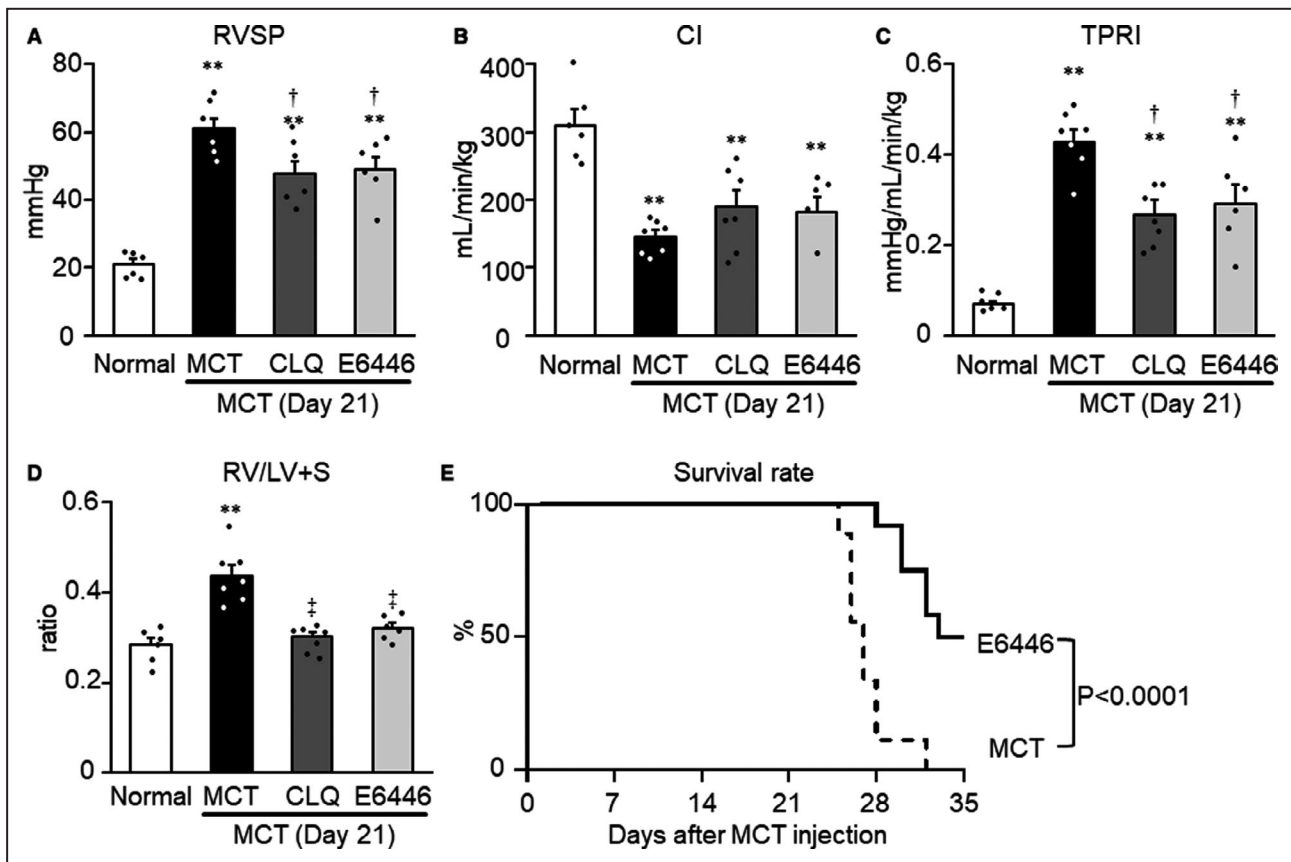 A RVSP
80
60
40
20
0
mmHg
**
†
**
†
**
Normal MCT CLQ E6446
MCT (Day 21)
B CI
400
300
200
100
0
mL/min/kg
**
**
**
Normal MCT CLQ E6446
MCT (Day 21)
C TPRI
0.6
0.4
0.2
0
mmHg/mL/min/kg
**
†
**
†
**
Normal MCT CLQ E6446
MCT (Day 21)
D RV/LV+S
0.6
0.4
0.2
0
ratio
**
‡
‡
Normal MCT CLQ E6446
MCT (Day 21)
E Survival rate
100
50
0
%
E6446
P<0.0001
MCT
0 7 14 21 28 35
Days after MCT injection